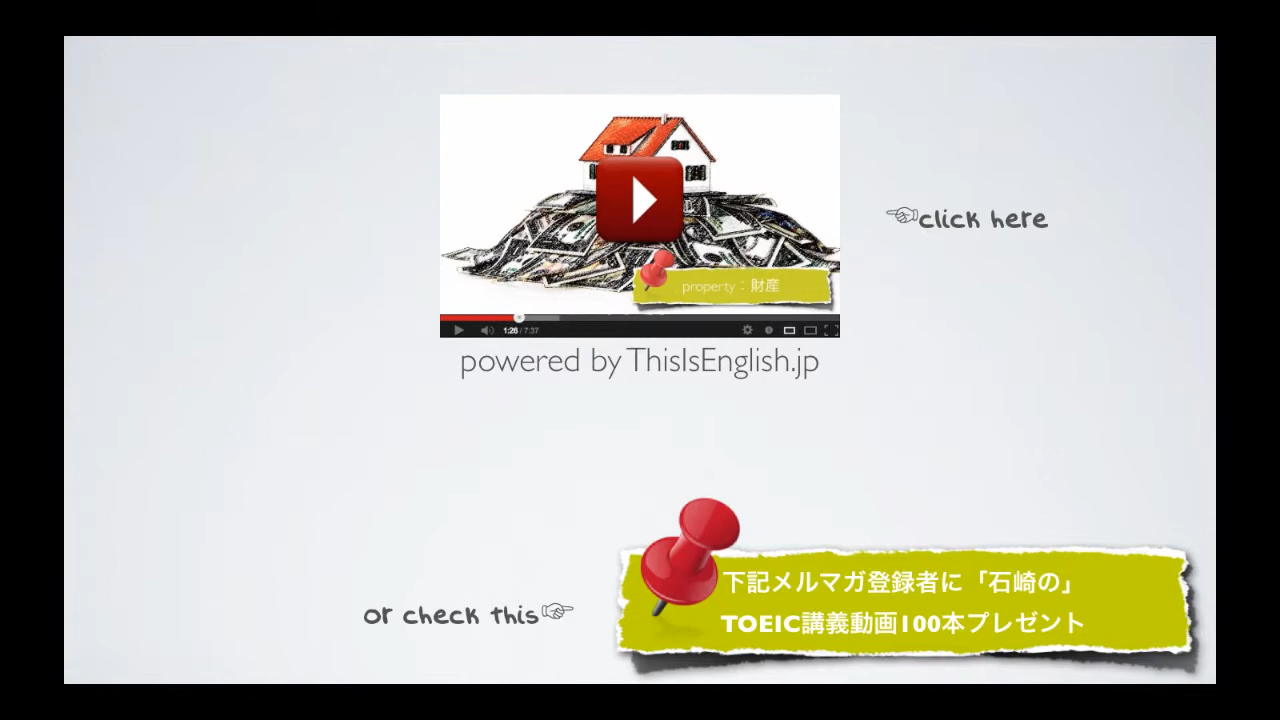 ☜click here
property : 財産
1:26 / 7:37
powered by ThisIsEnglish.jp
下記メルマガ登録者に「石崎の」
or check this☞
TOEIC講義動画100本プレゼント